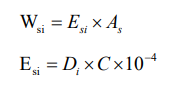 W_si = E_si × A_s
E_si = D_i × C × 10^-4